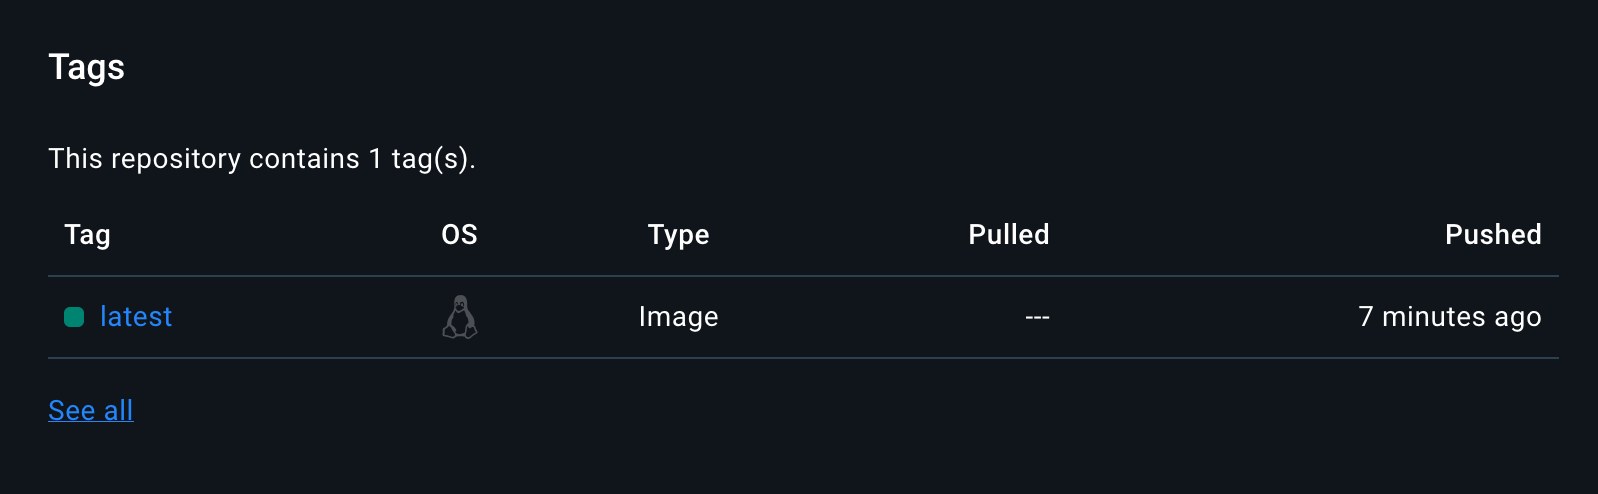 Tags
This repository contains 1 tag(s).
Tag OS Type Pulled Pushed
latest Image --- 7 minutes ago
See all